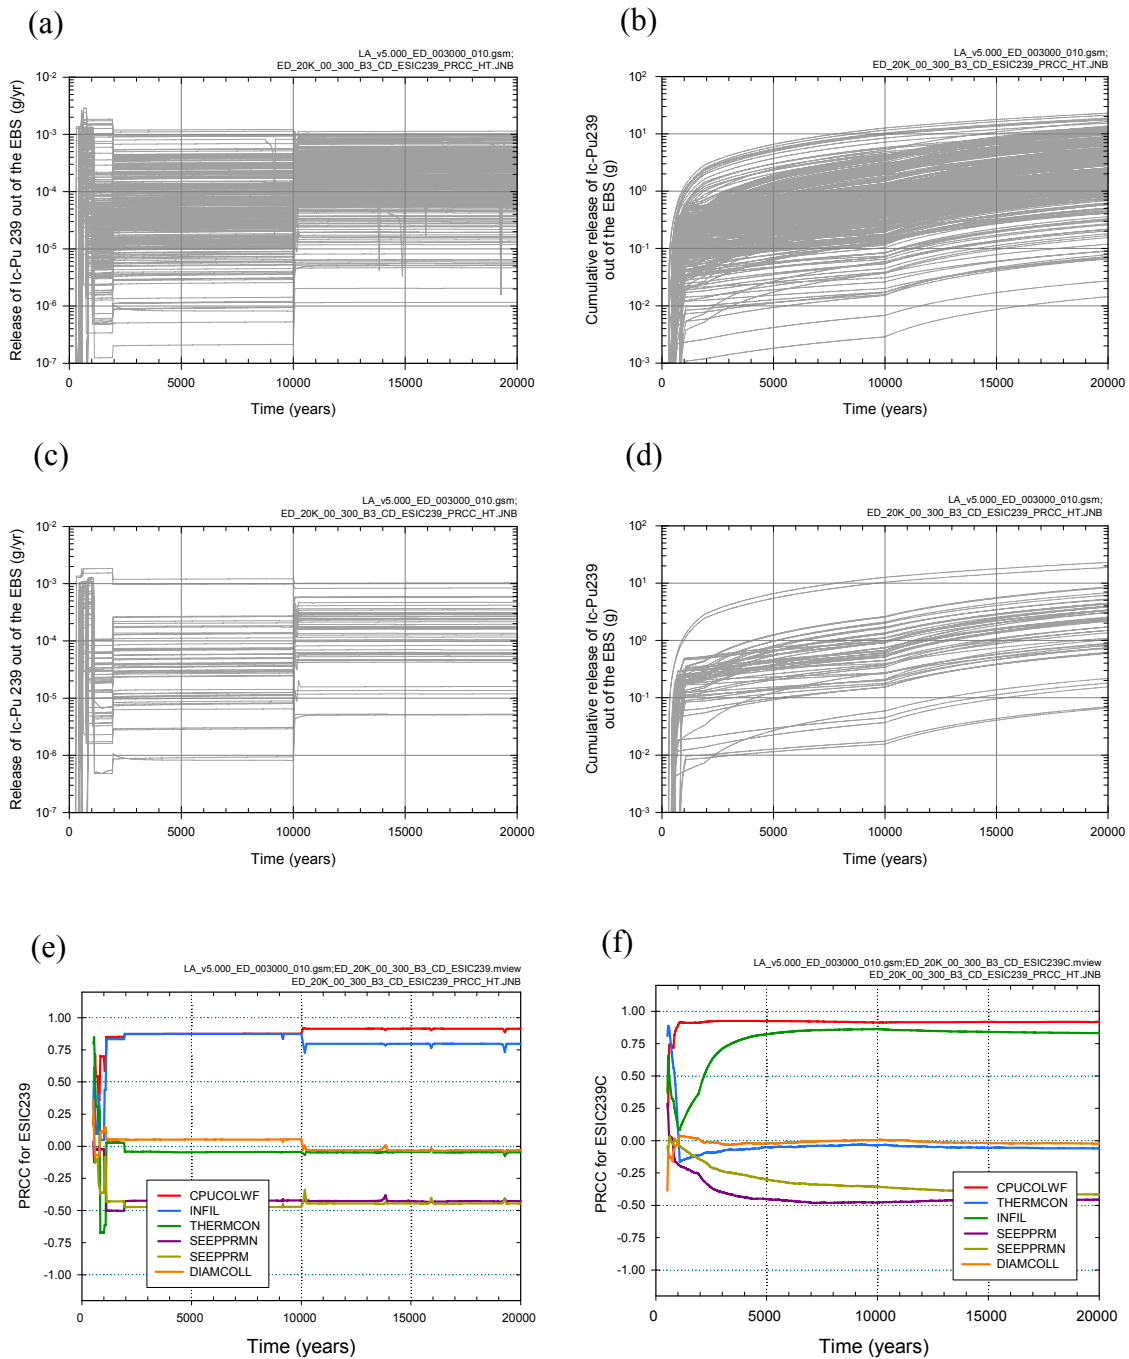 (a)
LA_v5.000_ED_003000_010.gsm;
ED_20K_00_300_B3_CD_ESIC239_PRCC_HT.JNB
Release of Ic-Pu 239 out of the EBS (g/yr)
10-2
10-3
10-4
10-5
10-6
10-7
0 5000 10000 15000 20000
Time (years)
(b)
LA_v5.000_ED_003000_010.gsm;
ED_20K_00_300_B3_CD_ESIC239_PRCC_HT.JNB
Cumulative release of Ic-Pu239
out of the EBS (g)
102
101
100
10-1
10-2
10-3
0 5000 10000 15000 20000
Time (years)
(c)
LA_v5.000_ED_003000_010.gsm;
ED_20K_00_300_B3_CD_ESIC239_PRCC_HT.JNB
Release of Ic-Pu 239 out of the EBS (g/yr)
10-2
10-3
10-4
10-5
10-6
10-7
0 5000 10000 15000 20000
Time (years)
(d)
LA_v5.000_ED_003000_010.gsm;
ED_20K_00_300_B3_CD_ESIC239_PRCC_HT.JNB
Cumulative release of Ic-Pu239
out of the EBS (g)
102
101
100
10-1
10-2
10-3
0 5000 10000 15000 20000
Time (years)
(e)
LA_v5.000_ED_003000_010.gsm;ED_20K_00_300_B3_CD_ESIC239.mview
ED_20K_00_300_B3_CD_ESIC239_PRCC_HT.JNB
PRCC for ESIC239
1.00
0.75
0.50
0.25
0.00
-0.25
-0.50
-0.75
-1.00
CPUCOLWF
INFIL
THERMCON
SEEPPRMN
SEEPPRM
DIAMCOLL
0 5000 10000 15000 20000
Time (years)
(f)
LA_v5.000_ED_003000_010.gsm;ED_20K_00_300_B3_CD_ESIC239C.mview
ED_20K_00_300_B3_CD_ESIC239_PRCC_HT.JNB
PRCC for ESIC239C
1.00
0.75
0.50
0.25
0.00
-0.25
-0.50
-0.75
-1.00
CPUCOLWF
THERMCON
INFIL
SEEPPRM
SEEPPRMN
DIAMCOLL
0 5000 10000 15000 20000
Time (years)